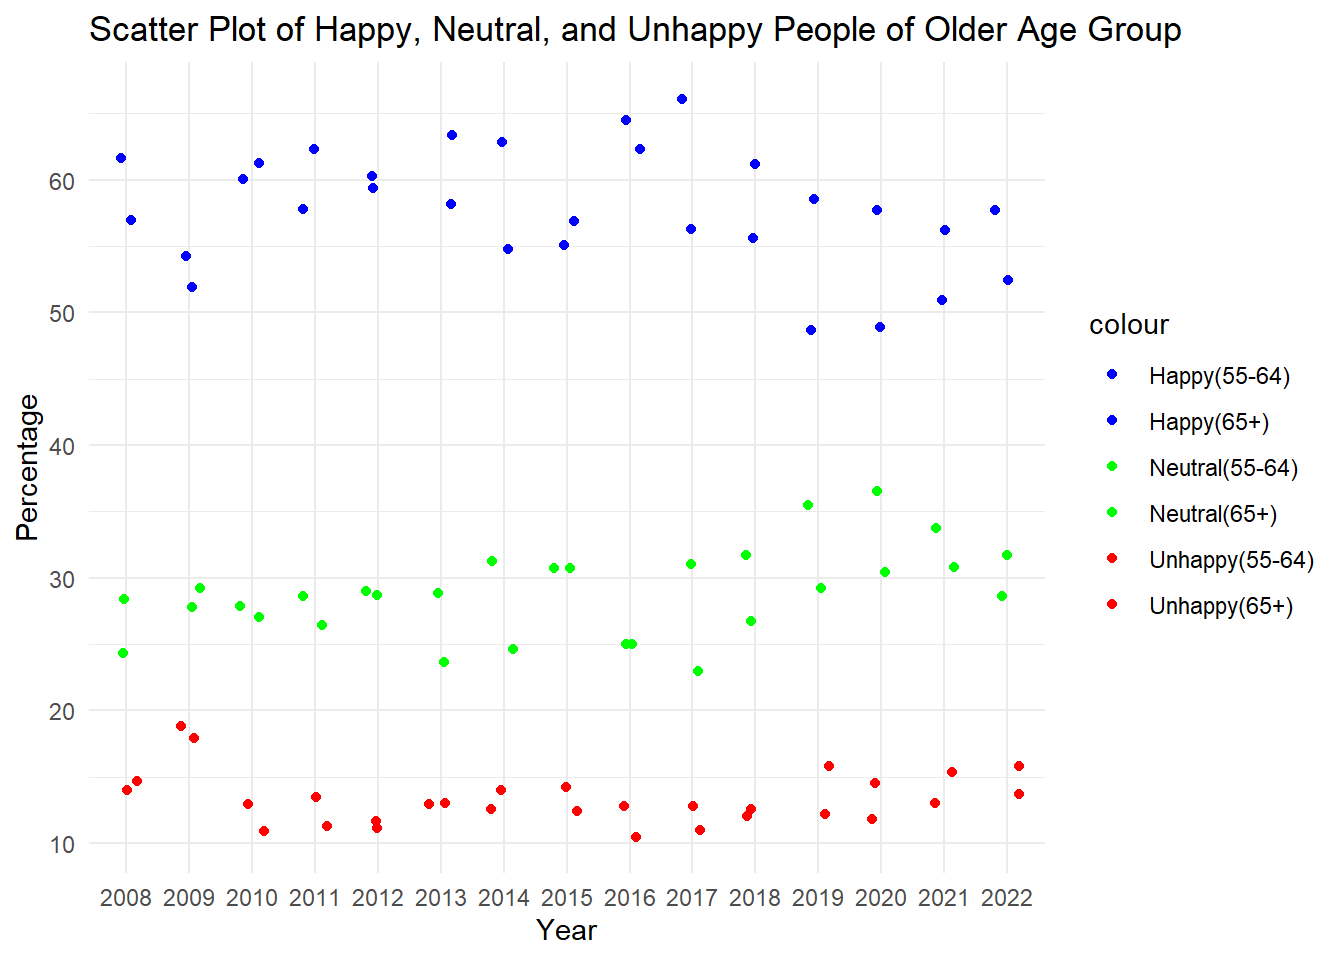 Scatter Plot of Happy, Neutral, and Unhappy People of Older Age Group
60
50
40
30
20
10
Percentage
2008 2009 2010 2011 2012 2013 2014 2015 2016 2017 2018 2019 2020 2021 2022
Year
colour
Happy(55-64)
Happy(65+)
Neutral(55-64)
Neutral(65+)
Unhappy(55-64)
Unhappy(65+)